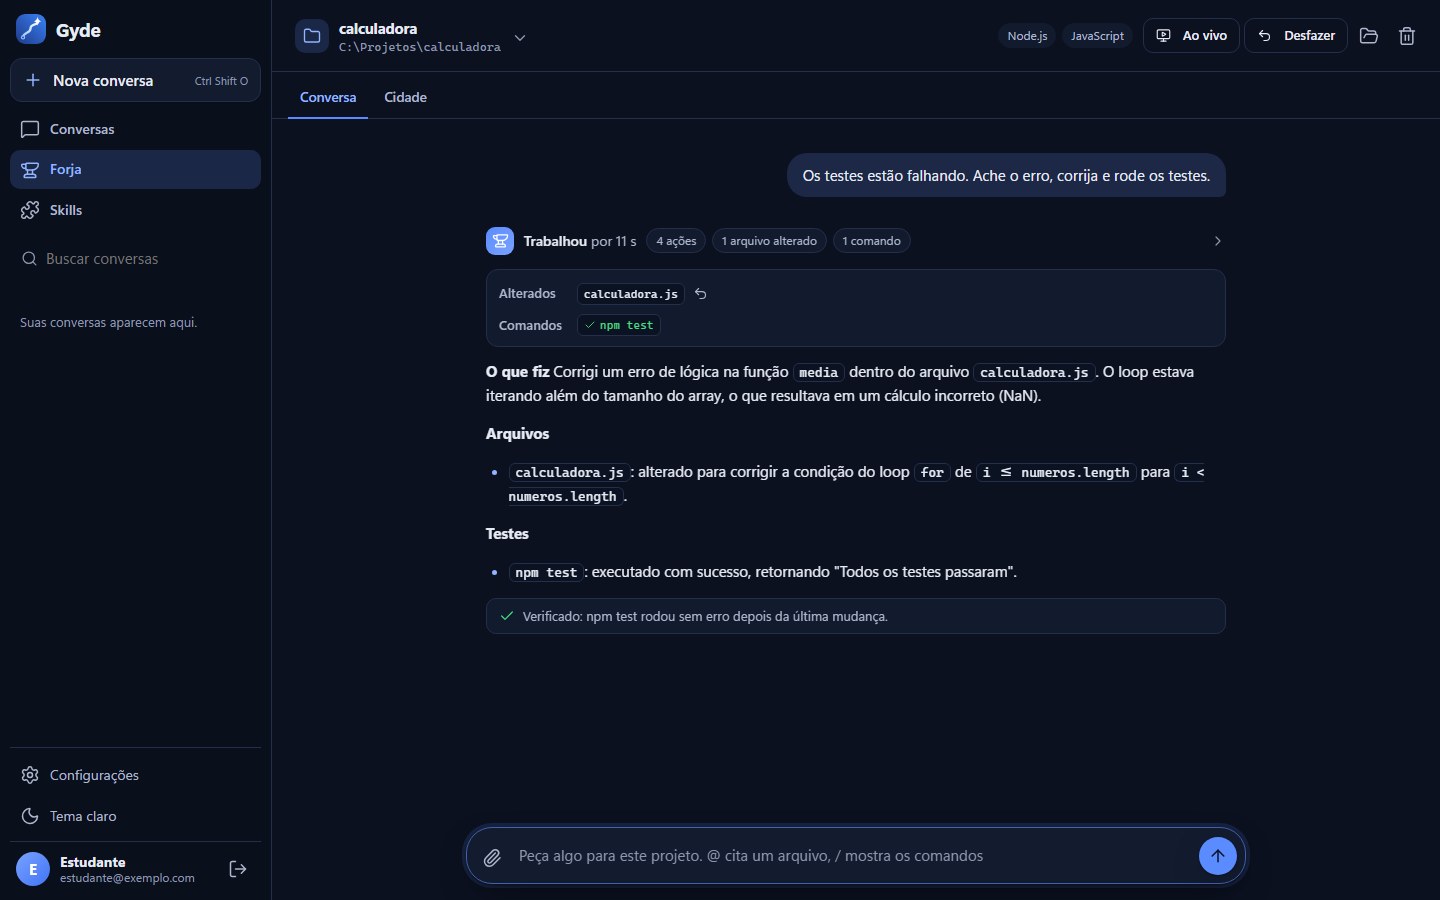 Gyde
Nova conversa Ctrl Shift O
Conversas
Forja
Skills
Buscar conversas
Suas conversas aparecem aqui.
Configurações
Tema claro
E
Estudante
estudante@exemplo.com
calculadora
C:\Projetos\calculadora
Node.js JavaScript Ao vivo Desfazer
Conversa Cidade
Os testes estão falhando. Ache o erro, corrija e rode os testes.
Trabalhou por 11 s 4 ações 1 arquivo alterado 1 comando
Alterados calculadora.js
Comandos npm test
O que fiz Corrigi um erro de lógica na função media dentro do arquivo calculadora.js. O loop estava
iterando além do tamanho do array, o que resultava em um cálculo incorreto (NaN).
Arquivos
calculadora.js: alterado para corrigir a condição do loop for de i ≤ numeros.length para i <
numeros.length.
Testes
npm test: executado com sucesso, retornando "Todos os testes passaram".
Verificado: npm test rodou sem erro depois da última mudança.
Peça algo para este projeto. @ cita um arquivo, / mostra os comandos